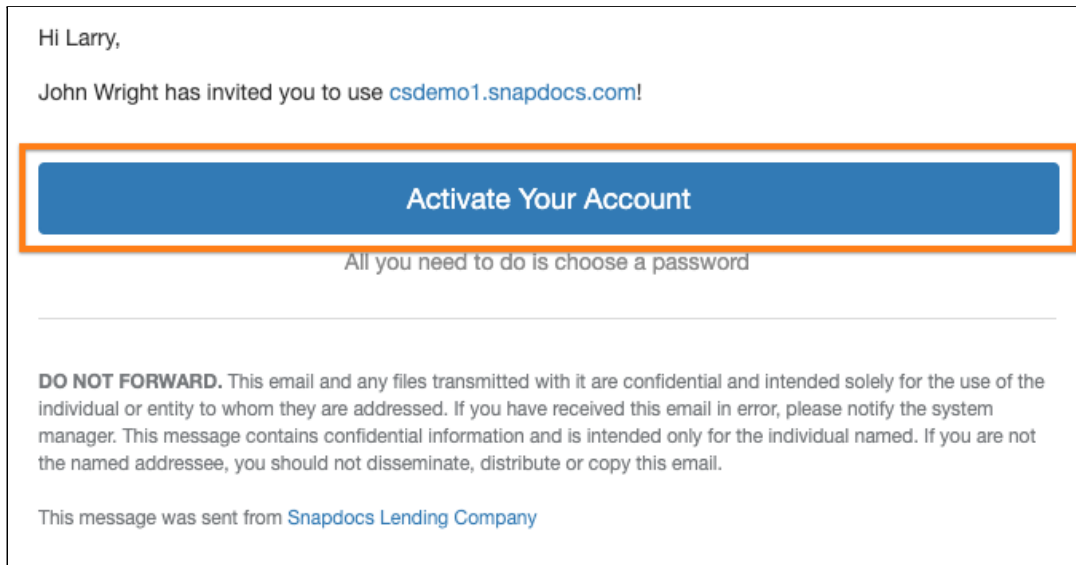 Hi Larry,
John Wright has invited you to use csdemo1.snapdocs.com!
Activate Your Account
All you need to do is choose a password
DO NOT FORWARD. This email and any files transmitted with it are confidential and intended solely for the use of the
individual or entity to whom they are addressed. If you have received this email in error, please notify the system
manager. This message contains confidential information and is intended only for the individual named. If you are not
the named addressee, you should not disseminate, distribute or copy this email.
This message was sent from Snapdocs Lending Company